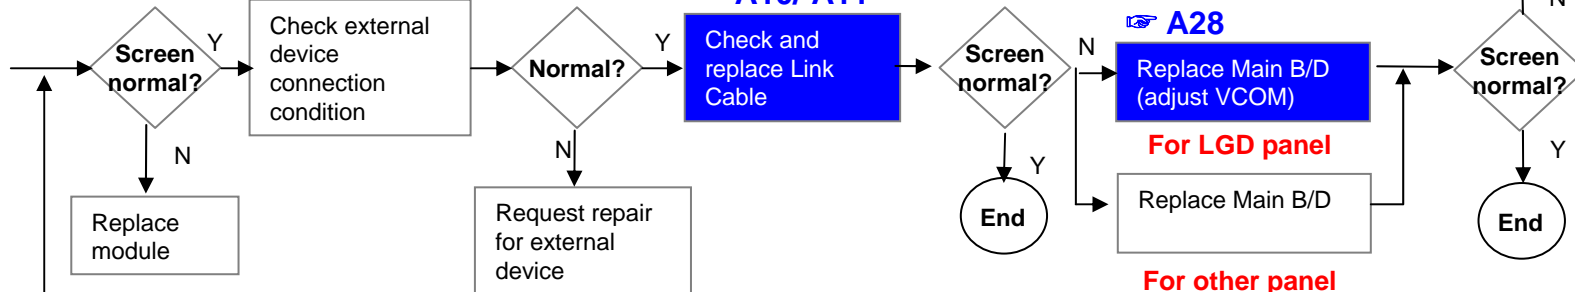 Screen
normal?
Y
N
Replace
module
Check external
device
connection
condition
Normal?
Y
N
Request repair
for external
device
Check and
replace Link
Cable
Screen
normal?
N
Y
End
☞ A28
Replace Main B/D
(adjust VCOM)
For LGD panel
Replace Main B/D
For other panel
Screen
normal?
Y
End